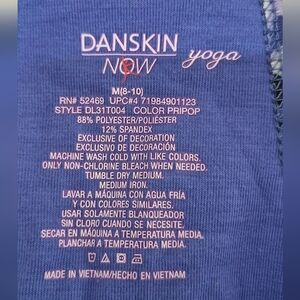 DANSKIN
NOW yoga
M(8-10)
RN# 52469 UPC#4 71984901123
STYLE DL31T004 COLOR PRIPOP
88% POLYESTER/POLIÉSTER
12% SPANDEX
EXCLUSIVE OF DECORATION
EXCLUSIVO DE DECORACIÓN
MACHINE WASH COLD WITH LIKE COLORS.
ONLY NON-CHLORINE BLEACH WHEN NEEDED.
TUMBLE DRY MEDIUM.
MEDIUM IRON.
LAVAR A MÁQUINA CON AGUA FRÍA
Y CON COLORES SIMILARES.
USAR SOLAMENTE BLANQUEADOR
SIN CLORO CUANDO SE NECESITE.
SECAR EN MÁQUINA A TEMPERATURA MEDIA.
PLANCHAR A TEMPERATURA MEDIA.
MADE IN VIETNAM/HECHO EN VIETNAM